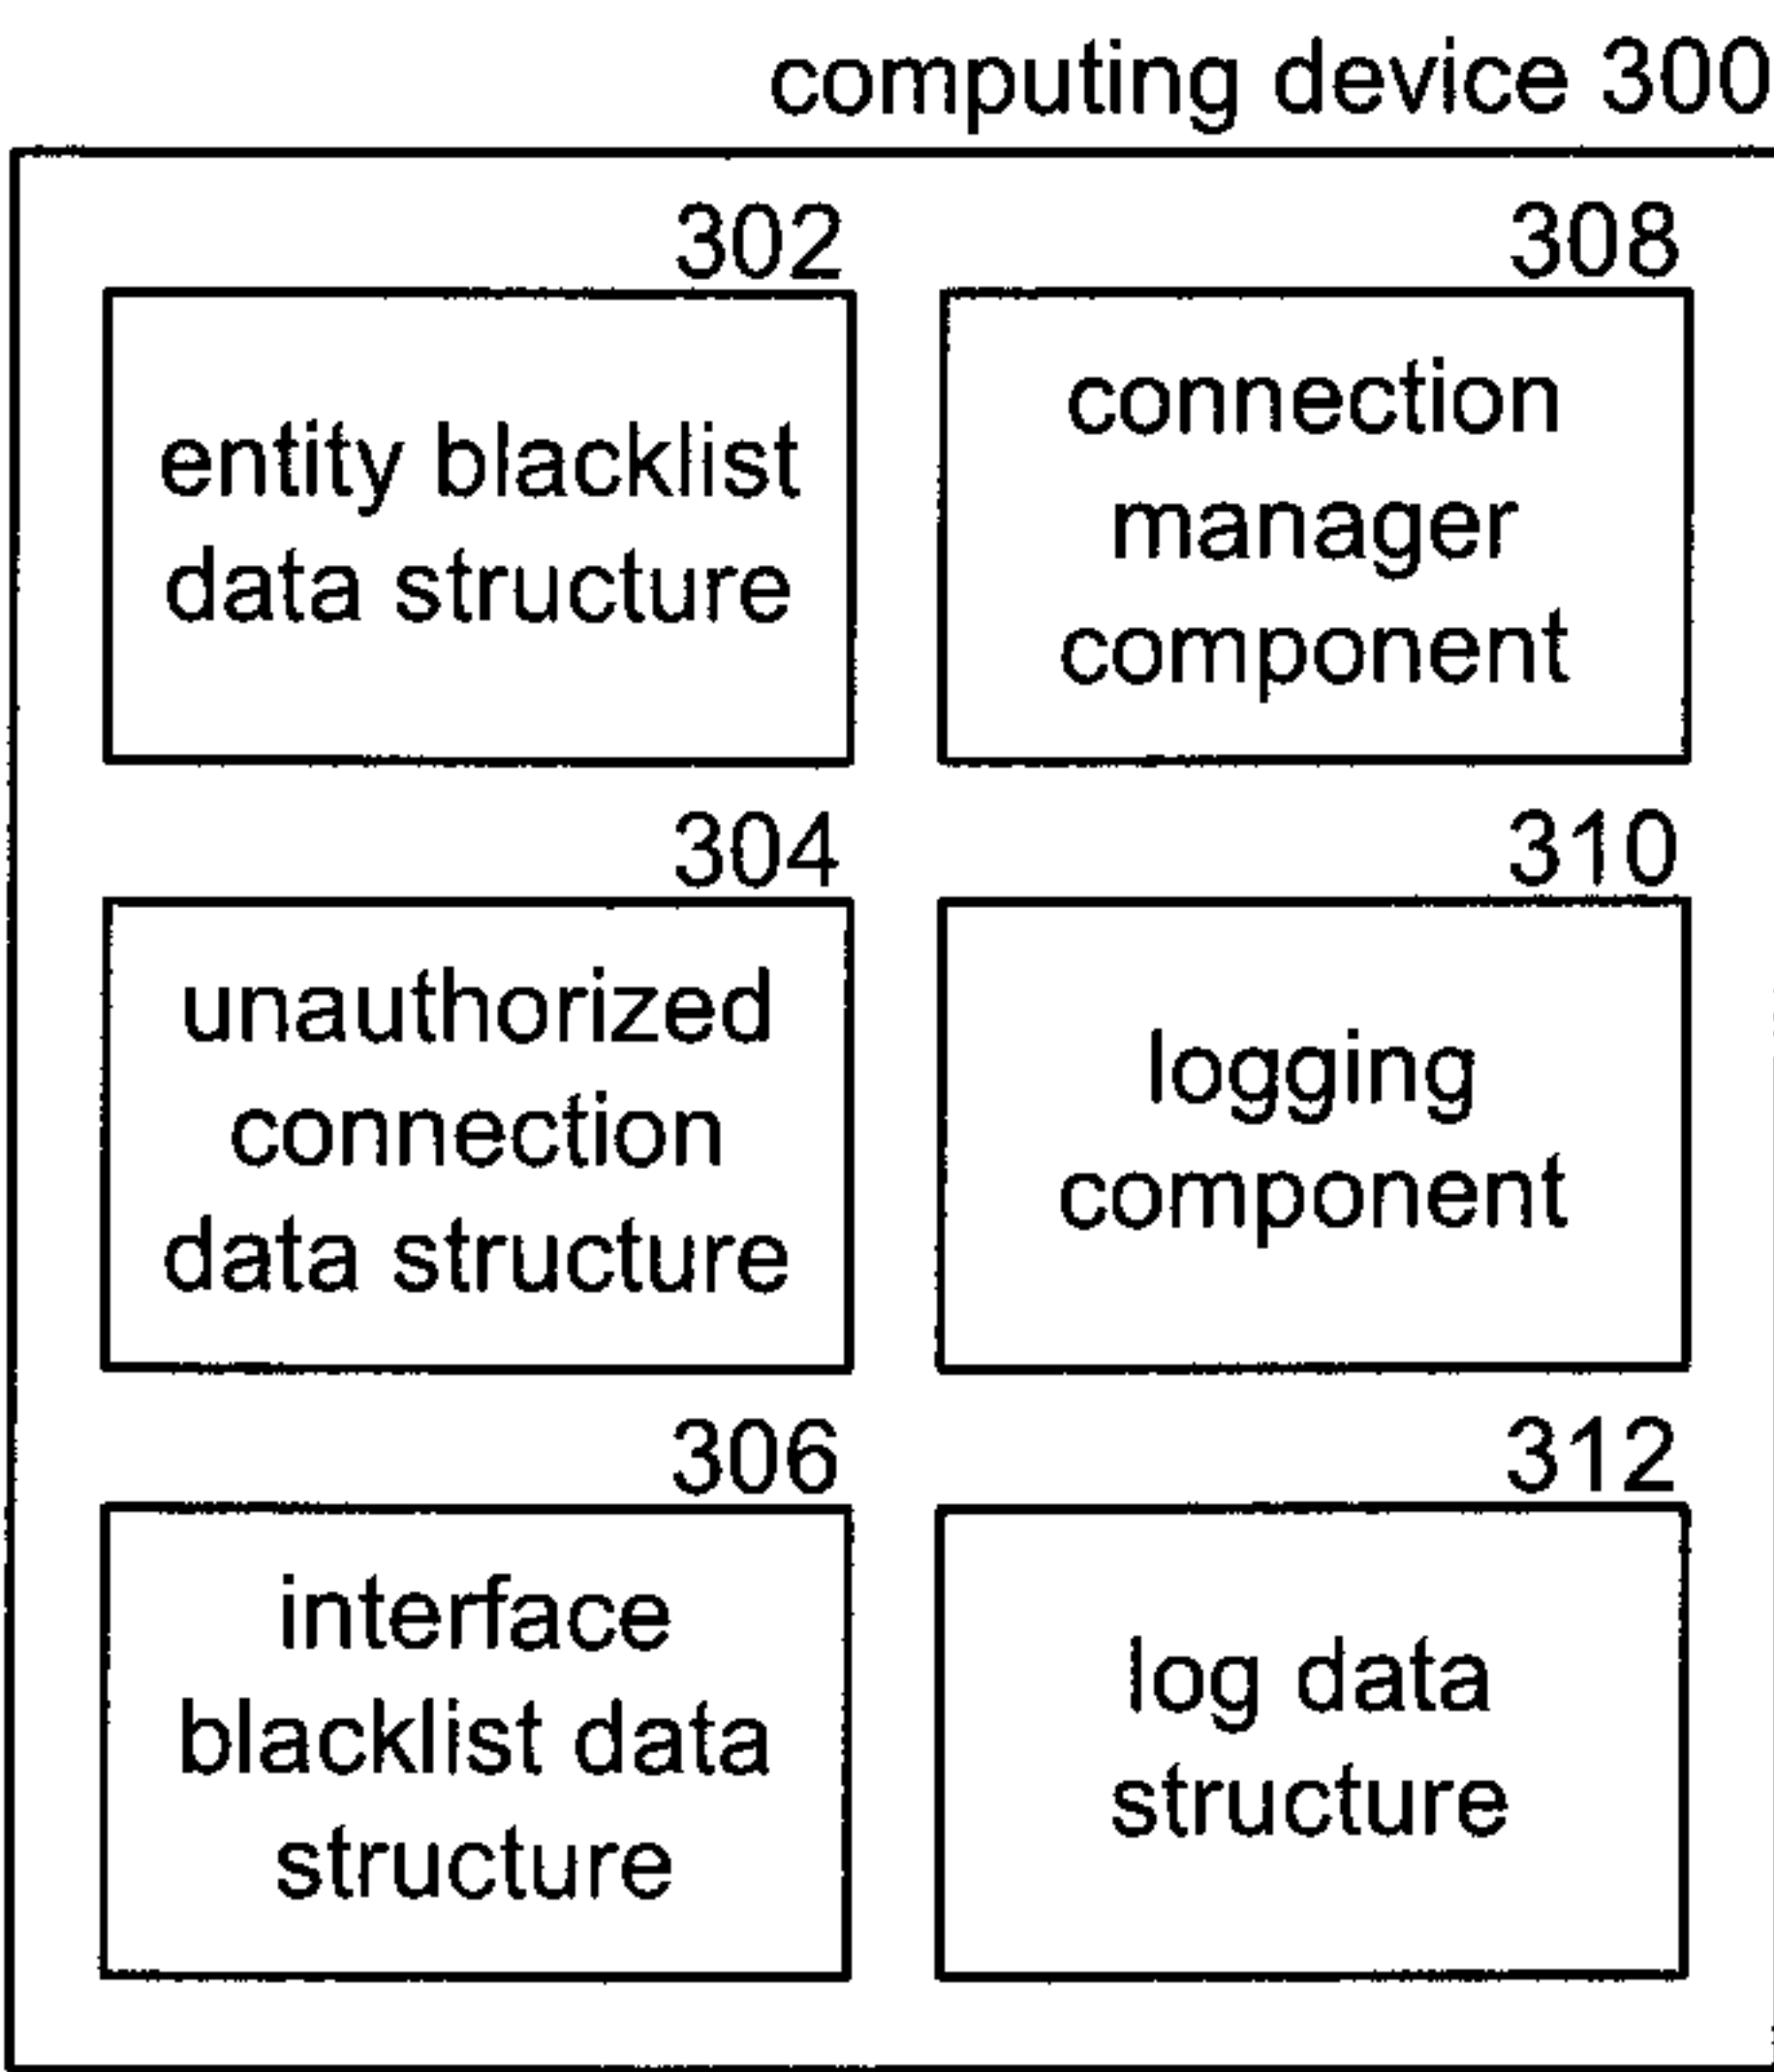 computing device 300
302
entity blacklist
data structure
308
connection
manager
component
304
unauthorized
connection
data structure
310
logging
component
306
interface
blacklist data
structure
312
log data
structure